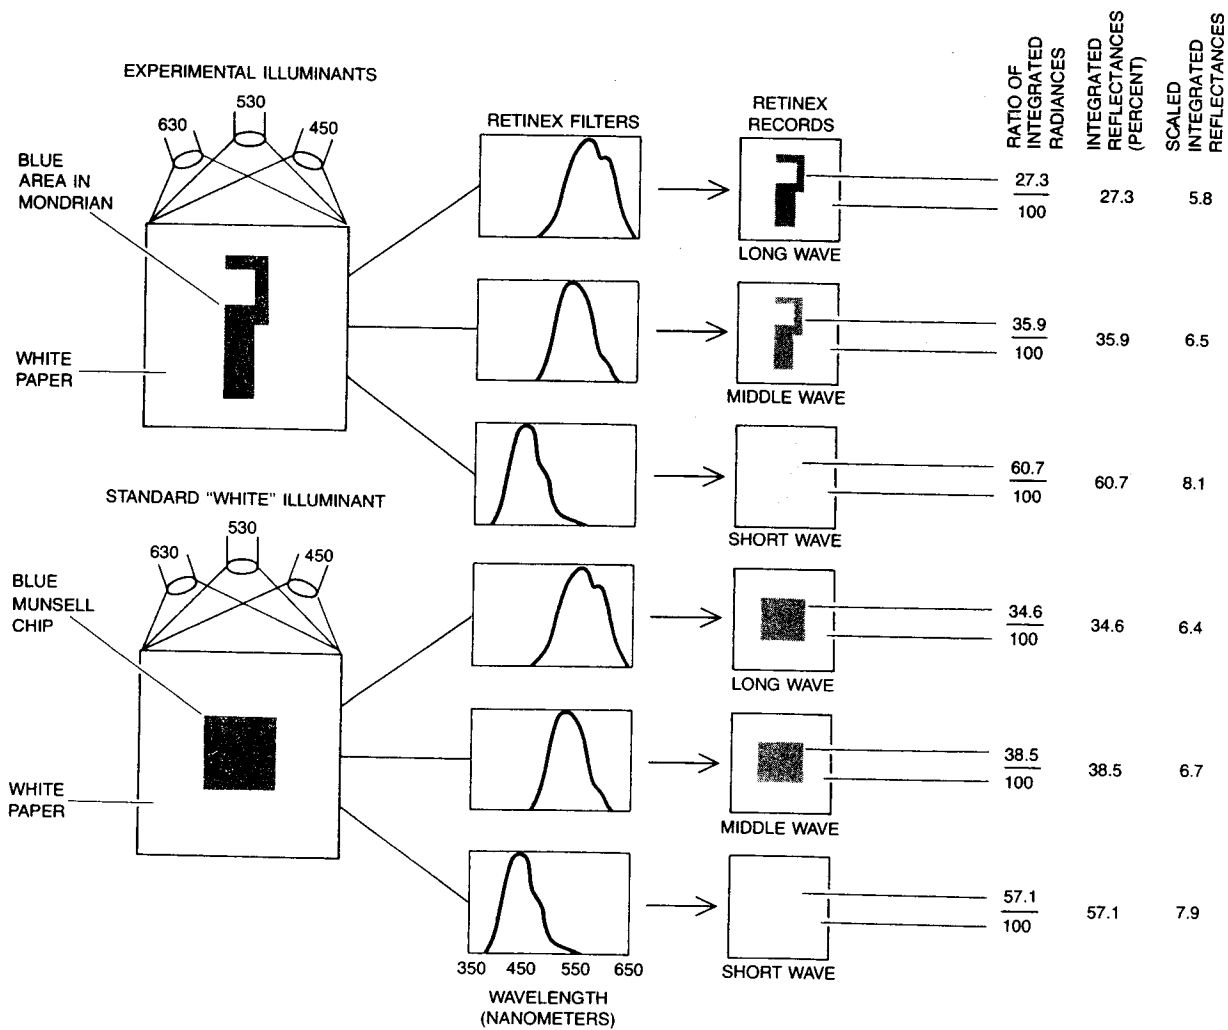 EXPERIMENTAL ILLUMINANTS
630
530
450
BLUE
AREA IN
MONDRIAN
WHITE
PAPER
RETINEX FILTERS
RETINEX
RECORDS
RATIO OF
INTEGRATED
RADIANCES
INTEGRATED
REFLECTANCES
(PERCENT)
SCALED
INTEGRATED
REFLECTANCES
27.3
100
27.3
5.8
LONG WAVE
35.9
100
35.9
6.5
MIDDLE WAVE
60.7
100
60.7
8.1
SHORT WAVE
STANDARD "WHITE" ILLUMINANT
630
530
450
BLUE
MUNSELL
CHIP
WHITE
PAPER
34.6
100
34.6
6.4
LONG WAVE
38.5
100
38.5
6.7
MIDDLE WAVE
57.1
100
57.1
7.9
SHORT WAVE
350 450 550 650
WAVELENGTH
(NANOMETERS)